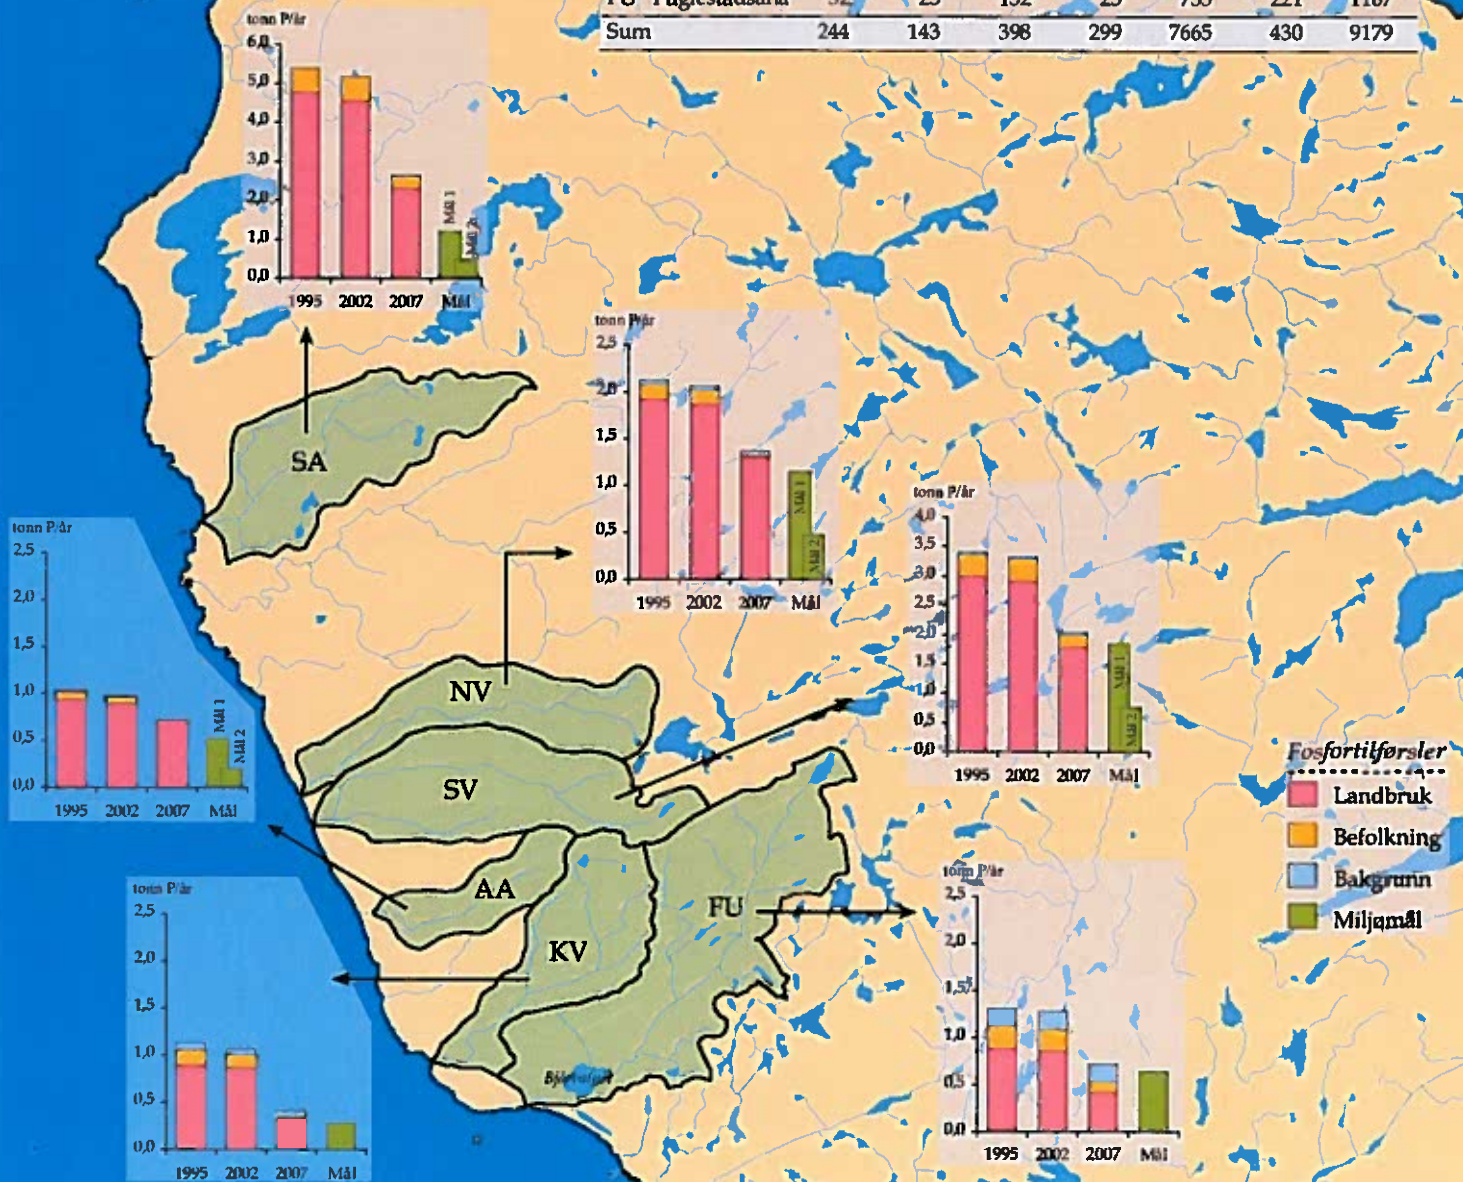 Sum 244 143 398 299 7665 430 9179
tonn P/år
6,0
5,0
4,0
3,0
2,0
1,0
0,0
Mål 1
Mål 2
1995 2002 2007 Mål
SA
tonn P/år
2,5
2,0
1,5
1,0
0,5
0,0
Mål 1
Mål 2
1995 2002 2007 Mål
tonn P/år
4,0
3,5
3,0
2,5
2,0
1,5
1,0
0,5
0,0
Mål 1
Mål 2
1995 2002 2007 Mål
tonn P/år
2,5
2,0
1,5
1,0
0,5
0,0
Mål 1
Mål 2
1995 2002 2007 Mål
NV
SV
AA
KV
FU
Fosfortilførsler
Landbruk
Befolkning
Bakgrunn
Miljømål
tonn P/år
2,5
2,0
1,5
1,0
0,5
0,0
1995 2002 2007 Mål
tonn P/år
2,5
2,0
1,5
1,0
0,5
0,0
1995 2002 2007 Mål